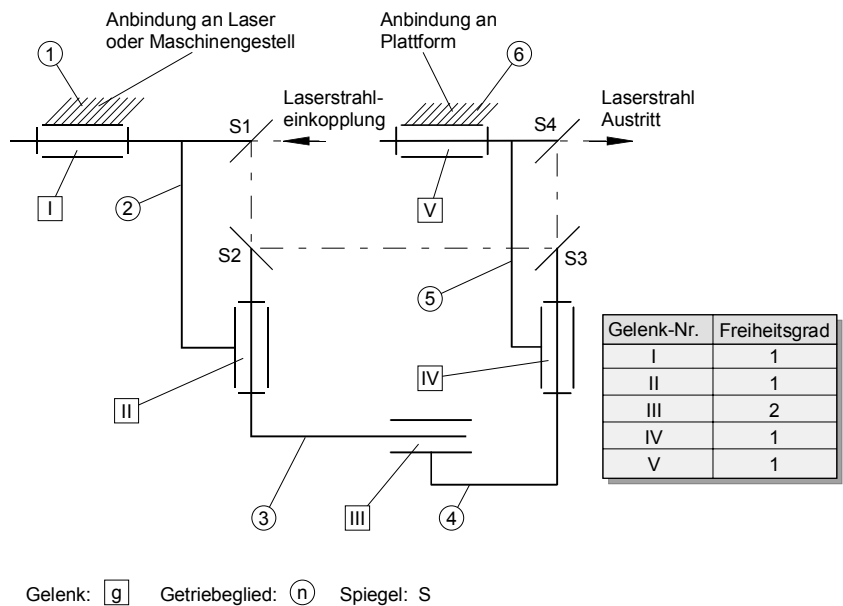 Anbindung an Laser
oder Maschinengestell
Anbindung an
Plattform
1
6
Laserstrahl-
einkopplung
Laserstrahl
Austritt
S1
S4
I
2
V
S2
S3
5
II
IV
III
3
4
Gelenk-Nr. Freiheitsgrad
I 1
II 1
III 2
IV 1
V 1
Gelenk: g Getriebeglied: n Spiegel: S